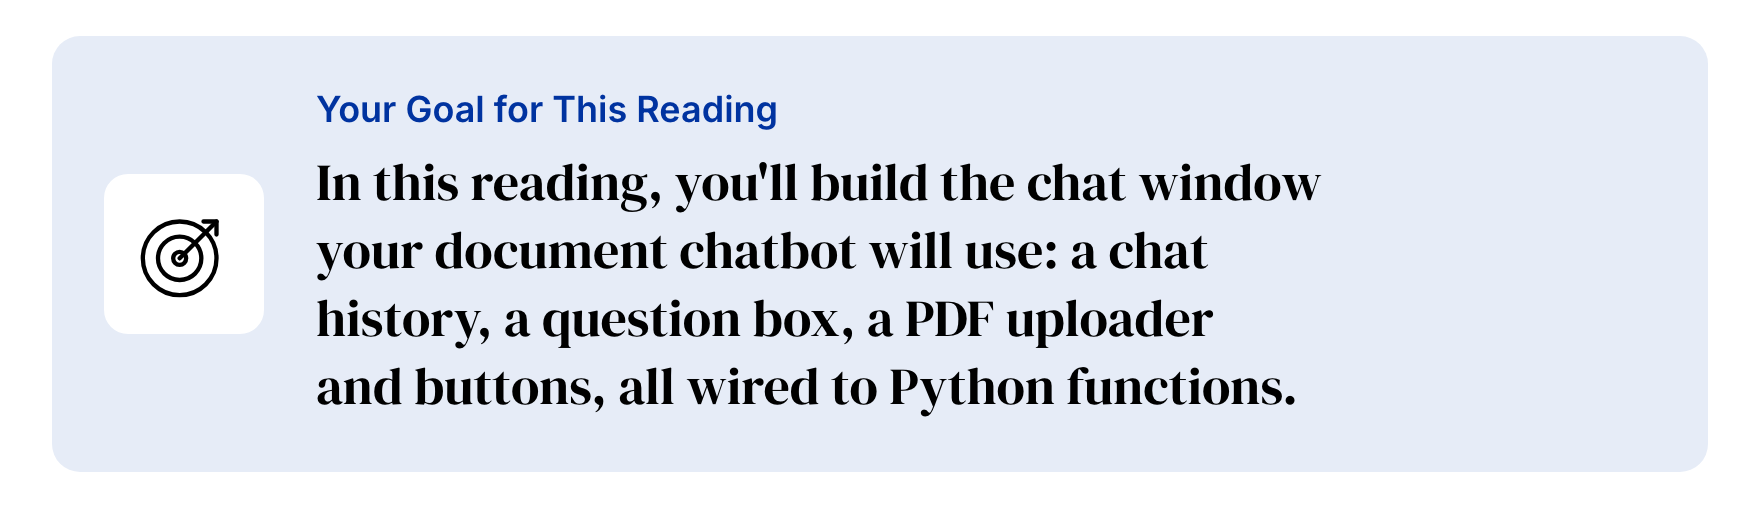 Your Goal for This Reading
In this reading, you'll build the chat window
your document chatbot will use: a chat
history, a question box, a PDF uploader
and buttons, all wired to Python functions.